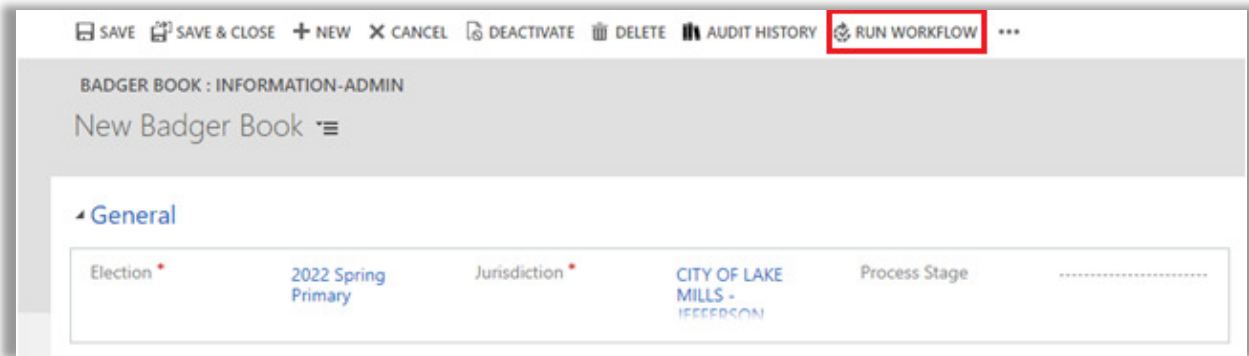 SAVE SAVE & CLOSE + NEW X CANCEL DEACTIVATE DELETE AUDIT HISTORY RUN WORKFLOW •••
BADGER BOOK : INFORMATION-ADMIN
New Badger Book
General
Election * 2022 Spring Primary
Jurisdiction * CITY OF LAKE MILLS - JEFFERSON
Process Stage ------------------------